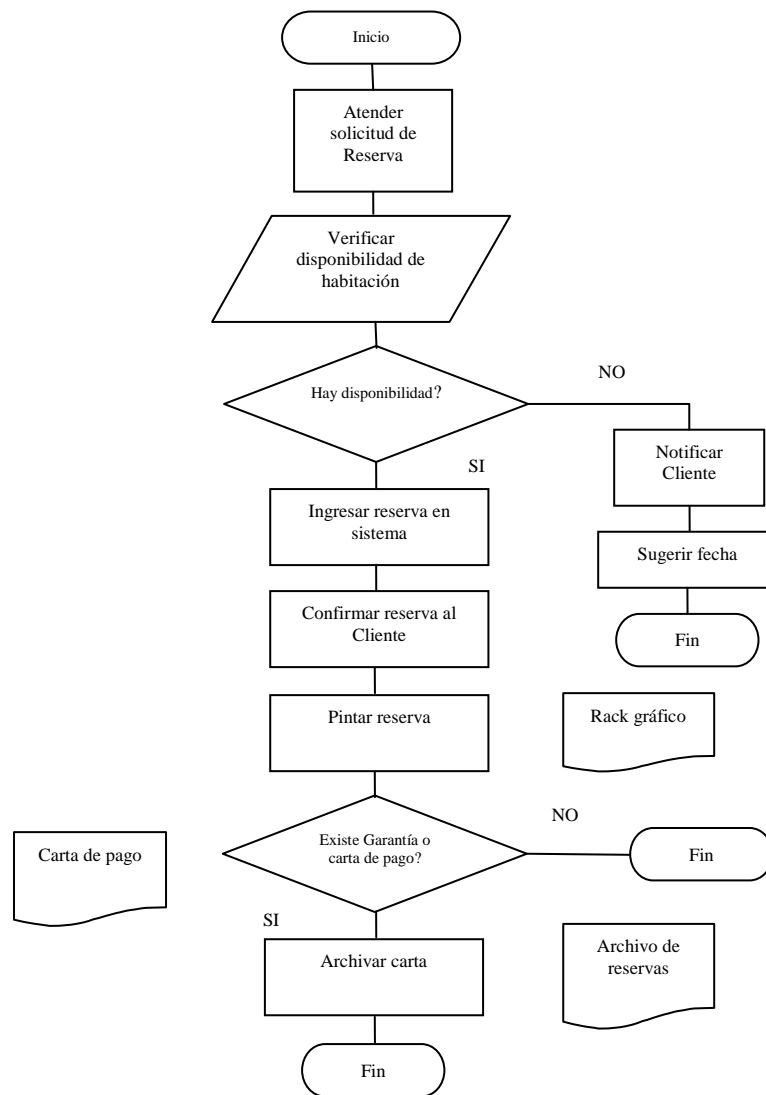 Inicio
Atender
solicitud de
Reserva
Verificar
disponibilidad de
habitación
Hay disponibilidad?
NO
Notificar
Cliente
SI
Ingresar reserva en
sistema
Sugerir fecha
Confirmar reserva al
Cliente
Fin
Pintar reserva
Rack gráfico
Existe Garantía o
carta de pago?
NO
Fin
Carta de pago
SI
Archivar carta
Archivo de
reservas
Fin